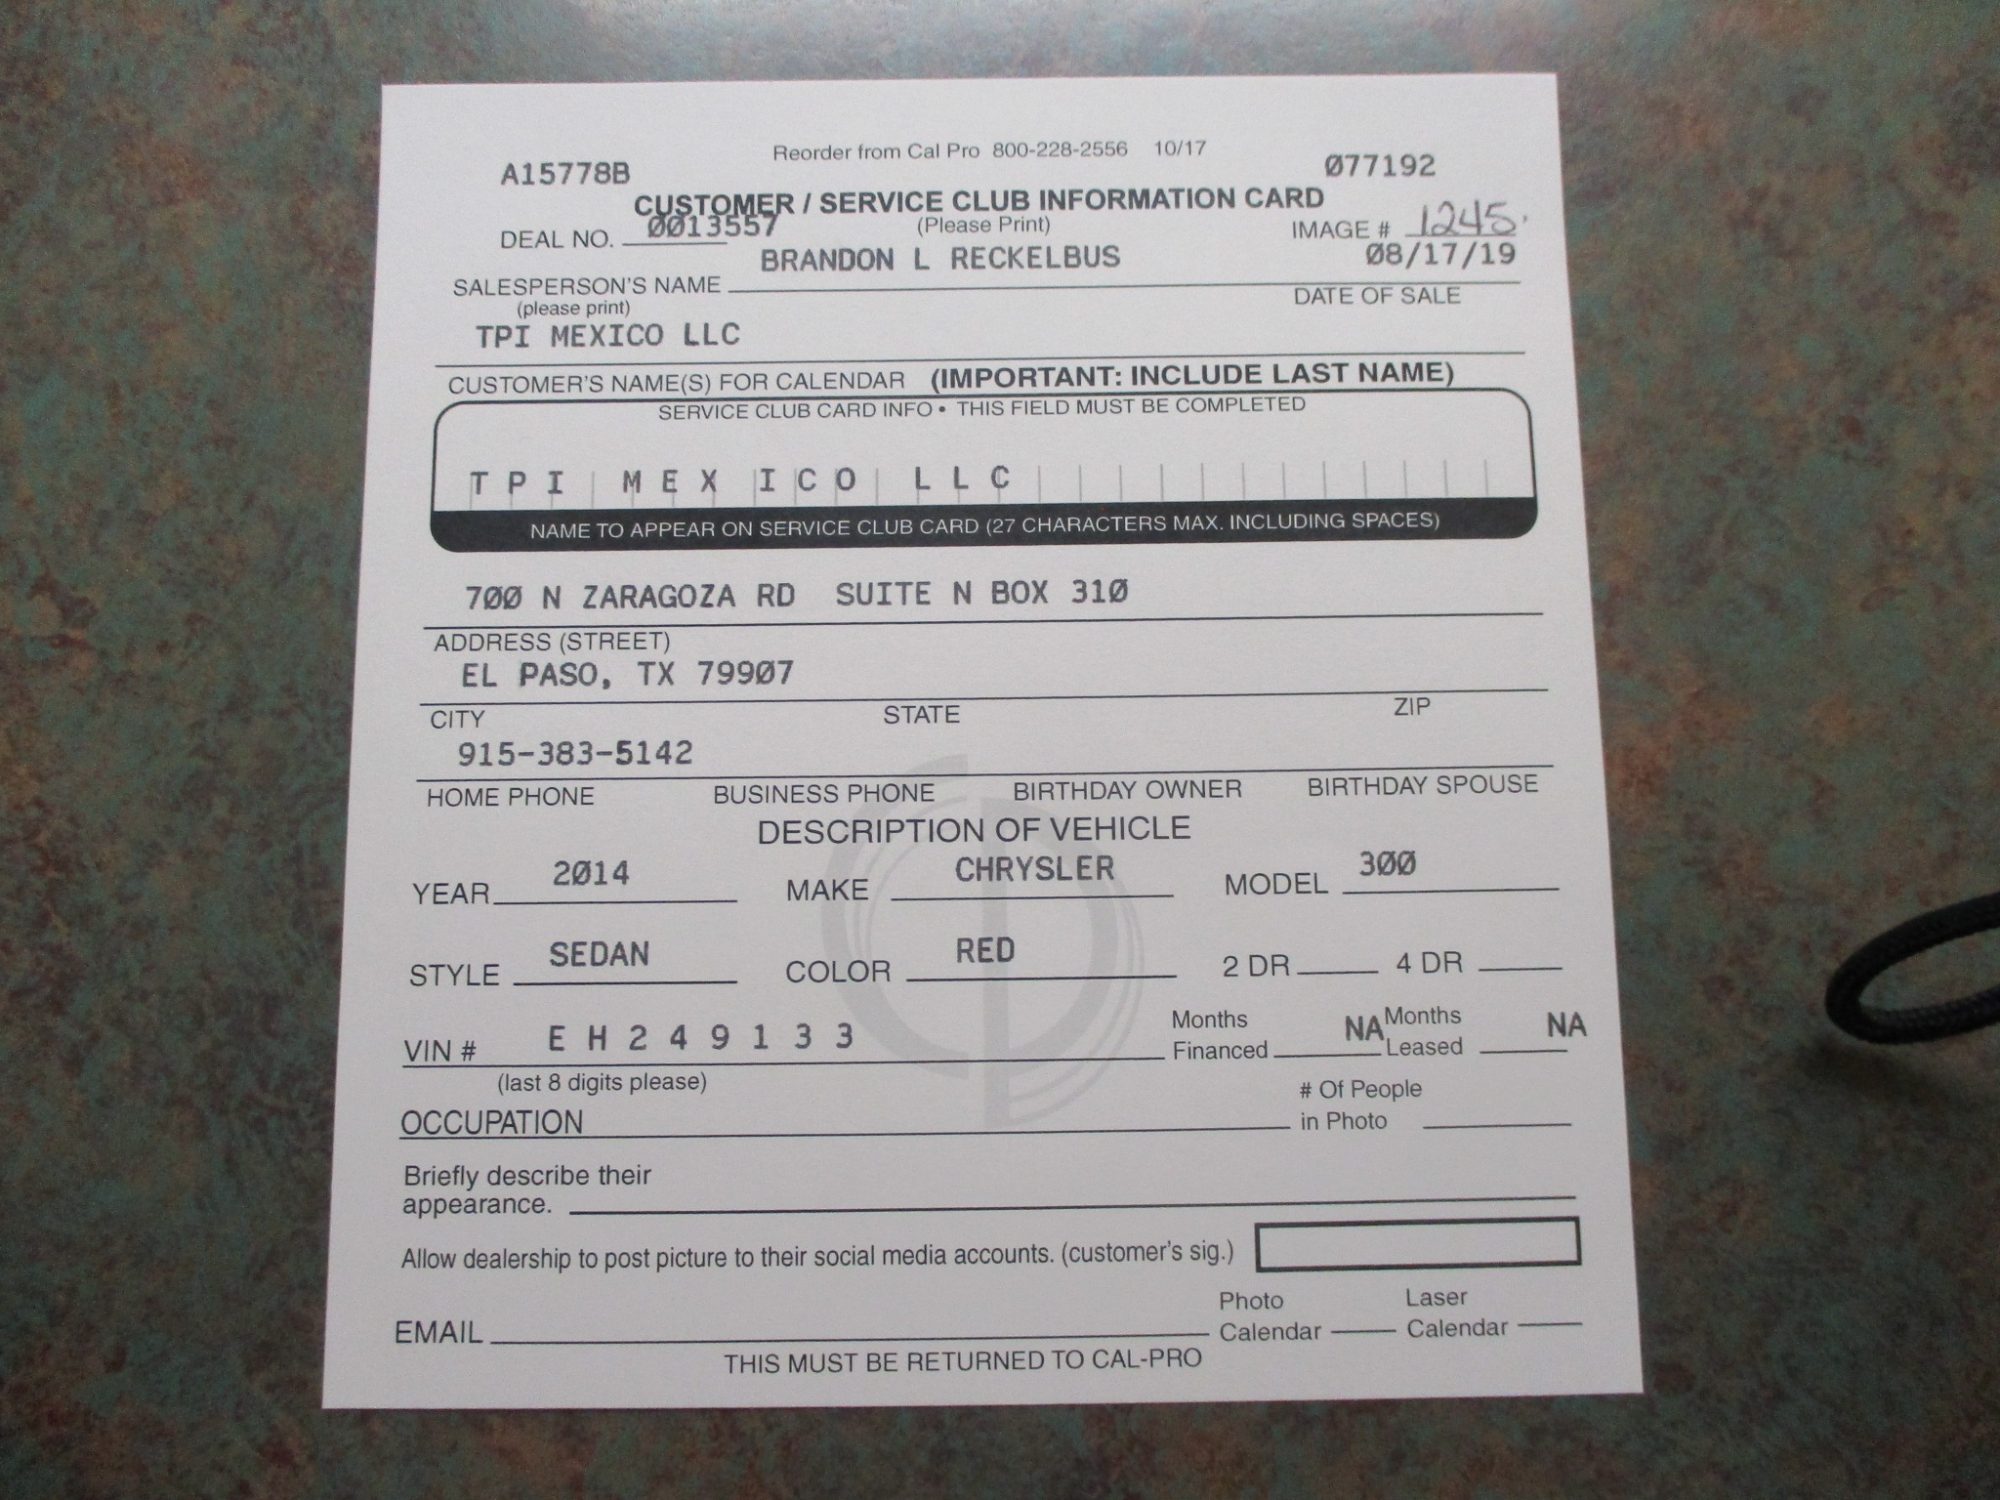 Reorder from Cal Pro 800-228-2556 10/17
A15778B 077192
CUSTOMER / SERVICE CLUB INFORMATION CARD
DEAL NO. 0013557 (Please Print) IMAGE # 1245
BRANDON L RECKELBUS 08/17/19
SALESPERSON'S NAME DATE OF SALE
(please print)
TPI MEXICO LLC
CUSTOMER'S NAME(S) FOR CALENDAR (IMPORTANT: INCLUDE LAST NAME)
SERVICE CLUB CARD INFO • THIS FIELD MUST BE COMPLETED
TPI MEXICO LLC
NAME TO APPEAR ON SERVICE CLUB CARD (27 CHARACTERS MAX. INCLUDING SPACES)
700 N ZARAGOZA RD SUITE N BOX 310
ADDRESS (STREET)
EL PASO, TX 79907
CITY STATE ZIP
915-383-5142
HOME PHONE BUSINESS PHONE BIRTHDAY OWNER BIRTHDAY SPOUSE
DESCRIPTION OF VEHICLE
YEAR 2014 MAKE CHRYSLER MODEL 300
STYLE SEDAN COLOR RED 2 DR 4 DR
VIN # EH249133 Months Financed NA Months Leased NA
(last 8 digits please)
OCCUPATION # Of People in Photo
Briefly describe their
appearance.
Allow dealership to post picture to their social media accounts. (customer's sig.)
EMAIL Photo Calendar Laser Calendar
THIS MUST BE RETURNED TO CAL-PRO